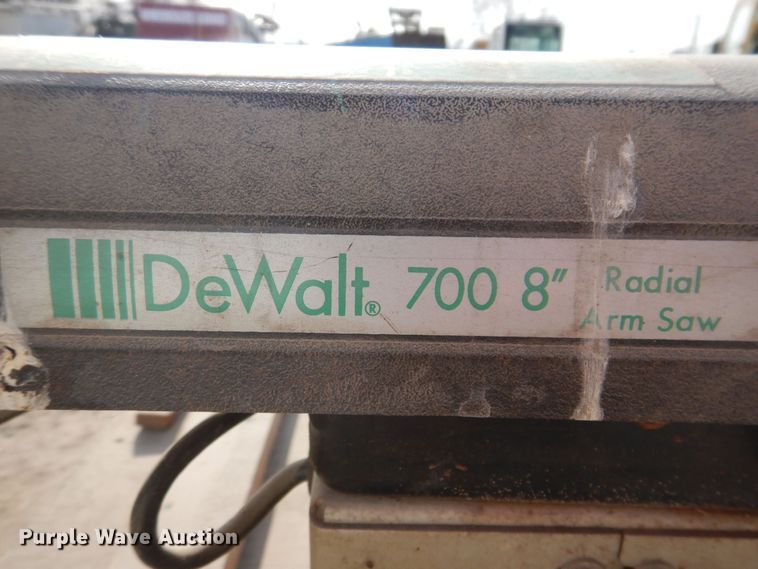 DeWalt® 700 8" Radial
Arm Saw
Purple Wave Auction